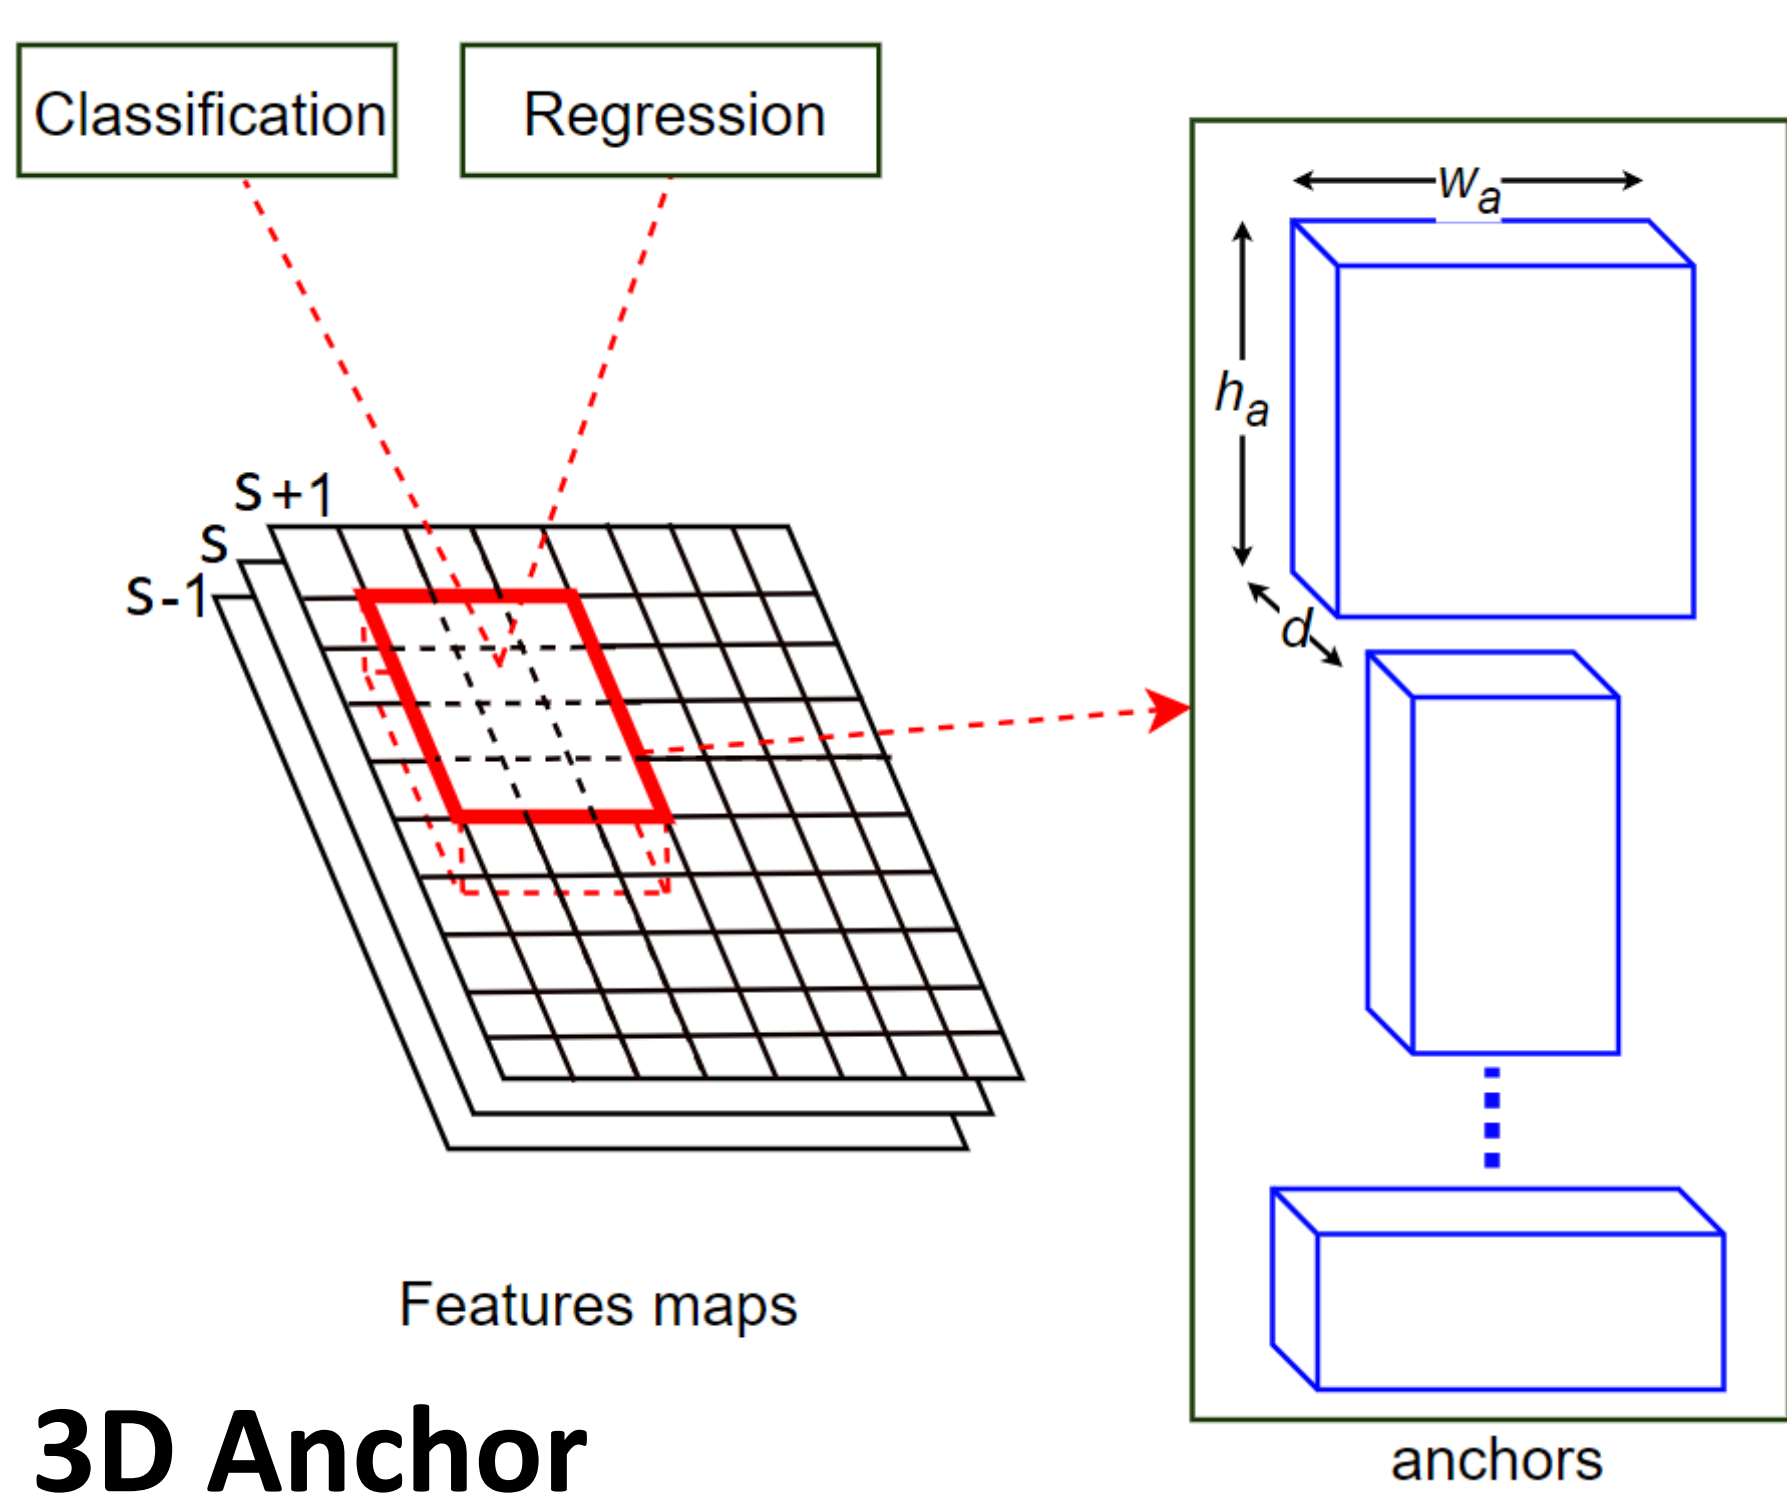 Classification
Regression
wₐ
hₐ
d
s+1
s
s-1
Features maps
3D Anchor
anchors